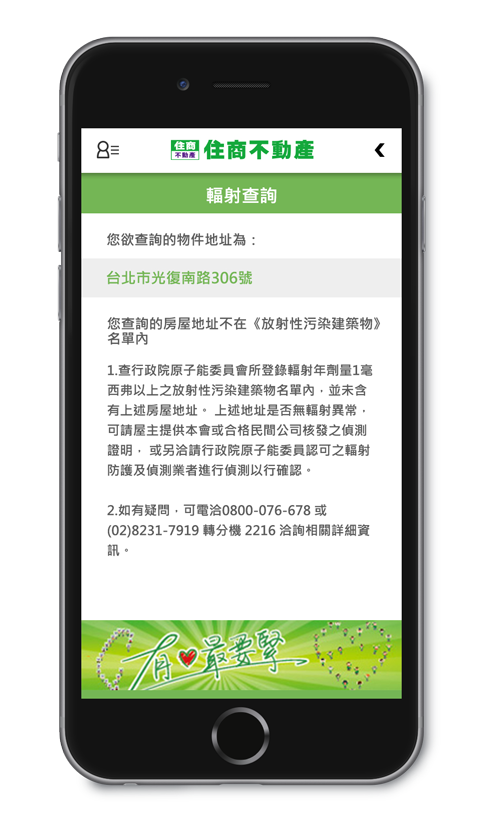 住商
不動產
住商不動產
輻射查詢
您欲查詢的物件地址為：
台北市光復南路306號
您查詢的房屋地址不在《放射性污染建築物》
名單內
1.查行政院原子能委員會所登錄輻射年劑量1毫
西弗以上之放射性污染建築物名單內，並未含
有上述房屋地址。 上述地址是否無輻射異常，
可請屋主提供本會或合格民間公司核發之偵測
證明， 或另洽請行政院原子能委員認可之輻射
防護及偵測業者進行偵測以行確認。
2.如有疑問，可電洽0800-076-678 或
(02)8231-7919 轉分機 2216 洽詢相關詳細資
訊。
有 最要緊